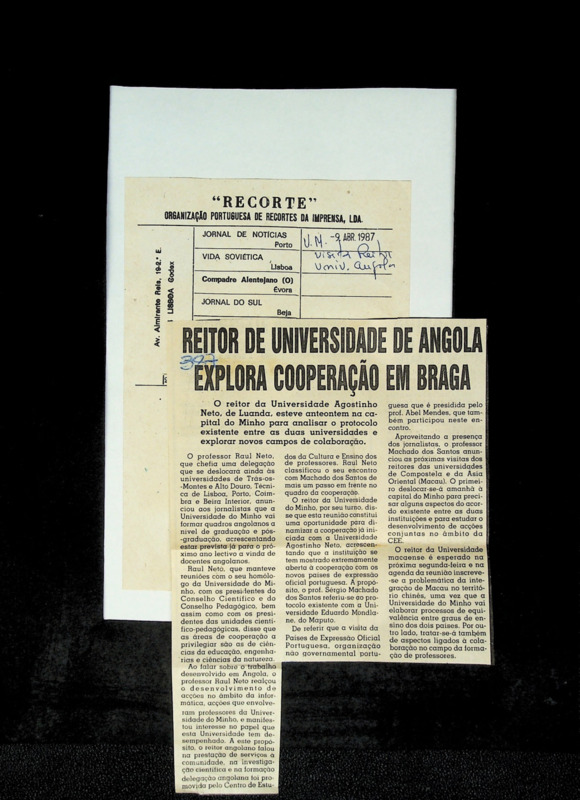 "RECORTE"
ORGANIZAÇÃO PORTUGUESA DE RECORTES DA IMPRENSA, LDA.
Av. Almirante Reis, 19-2.º E.
LISBOA Codex
JORNAL DE NOTÍCIAS
Porto
VIDA SOVIÉTICA
Lisboa
Compadre Alentejano (O)
Évora
JORNAL DO SUL
Beja
U.M. -9. ABR. 1987
Visita Reitor
Univ. Angola
REITOR DE UNIVERSIDADE DE ANGOLA
397
EXPLORA COOPERAÇÃO EM BRAGA
O reitor da Universidade Agostinho
Neto, de Luanda, esteve anteontem na ca-
pital do Minho para analisar o protocolo
existente entre as duas universidades e
explorar novos campos de colaboração.
O professor Raul Neto,
que chefia uma delegação
que se deslocará ainda às
universidades de Trás-os-
-Montes e Alto Douro, Técni-
ca de Lisboa, Porto, Coim-
bra e Beira Interior, anun-
ciou aos jornalistas que a
Universidade do Minho vai
formar quadros angolanos a
nível de graduação e pós-
-graduação, acrescentando
estar prevista já para o pró-
ximo ano lectivo a vinda de
docentes angolanos.
Raul Neto, que manteve
reuniões com o seu homólo-
go da Universidade do Mi-
nho, com os presidentes do
Conselho Científico e do
Conselho Pedagógico, bem
assim como com os presi-
dentes das unidades cientí-
fico-pedagógicas, disse que
as áreas de cooperação a
privilegiar são as de ciên-
cias da educação, engenha-
rias e ciências da natureza.
Ao falar sobre o trabalho
desenvolvido em Angola, o
professor Raul Neto realçou
o desenvolvimento de
acções no âmbito da infor-
mática, acções que envolve-
ram professores da Univer-
sidade do Minho, e manifes-
tou interesse no papel que
esta Universidade tem de-
sempenhado. A este propó-
sito, o reitor angolano falou
na prestação de serviços à
comunidade, na investiga-
ção científica e na formação
delegação angolana foi pro-
movida pelo Centro de Estu-
dos da Cultura e Ensino dos
de professores. Raul Neto
classificou o seu encontro
com Machado dos Santos de
mais um passo em frente no
quadro da cooperação.
O reitor da Universidade
do Minho, por seu turno, dis-
se que esta reunião constitui
uma oportunidade para di-
namizar a cooperação já ini-
ciada com a Universidade
Agostinho Neto, acrescen-
tando que a instituição se
tem mostrado extremamente
aberta à cooperação com os
novos países de expressão
oficial portuguesa. A propó-
sito, o prof. Sérgio Machado
dos Santos referiu-se ao pro-
tocolo existente com a Uni-
versidade Eduardo Mondla-
ne, do Maputo.
De referir que a visita da
Países de Expressão Oficial
Portuguesa, organização
não governamental portu-
guesa que é presidida pelo
prof. Abel Mendes, que tam-
bém participou neste en-
contro.
Aproveitando a presença
dos jornalistas, o professor
Machado dos Santos anun-
ciou as próximas visitas dos
reitores das universidades
de Compostela e da Ásia
Oriental (Macau). O primei-
ro deslocar-se-á amanhã à
capital do Minho para preci-
sar alguns aspectos do acor-
do existente entre as duas
instituições e para estudar o
desenvolvimento de acções
conjuntas no âmbito da
CEE.
O reitor da Universidade
macaense é esperado na
próxima segunda-feira e na
agenda da reunião inscreve-
-se a problemática da inte-
gração de Macau no territó-
rio chinês, uma vez que a
Universidade do Minho vai
elaborar processos de equi-
valência entre graus de en-
sino dos dois países. Por ou-
tro lado, tratar-se-á também
de aspectos ligados à cola-
boração no campo da forma-
ção de professores.